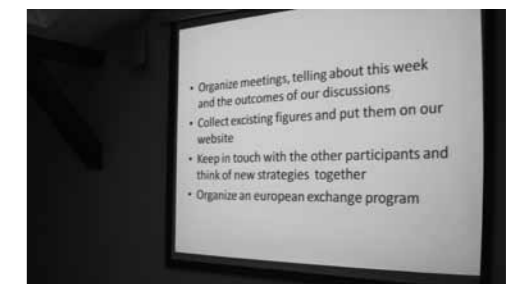 • Organize meetings, telling about this week
and the outcomes of our discussions
• Collect excisting figures and put them on our
website
• Keep in touch with the other participants and
think of new strategies together
• Organize an european exchange program